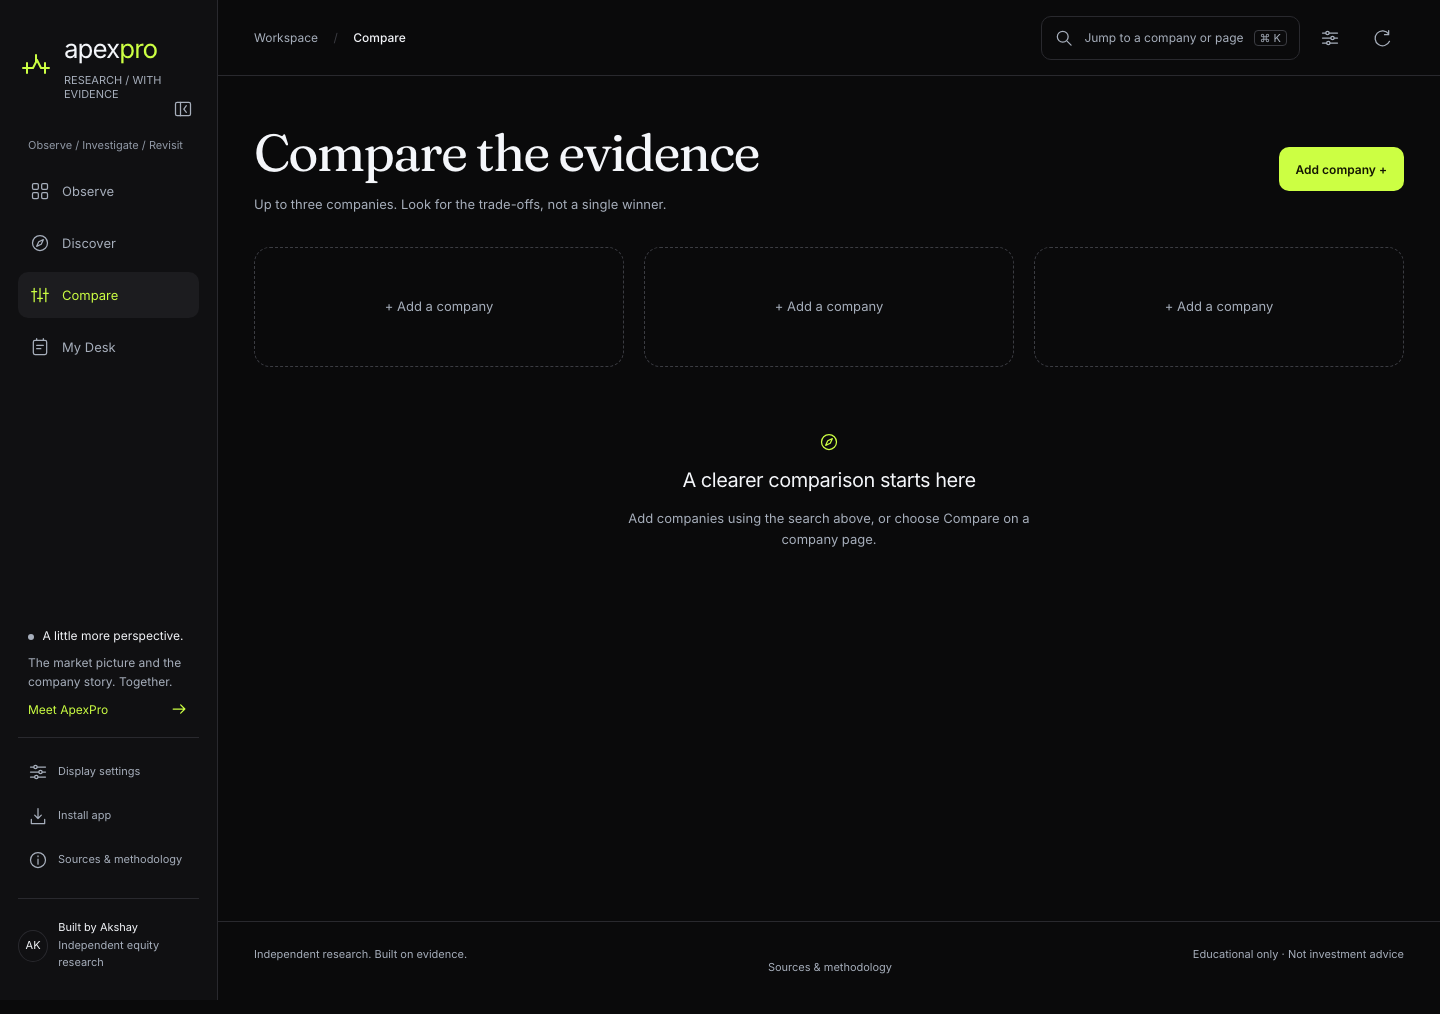 apexpro
RESEARCH / WITH
EVIDENCE
Observe / Investigate / Revisit
Observe
Discover
Compare
My Desk
A little more perspective.
The market picture and the
company story. Together.
Meet ApexPro
Display settings
Install app
Sources & methodology
AK
Built by Akshay
Independent equity
research
Workspace / Compare
Jump to a company or page ⌘ K
Compare the evidence
Up to three companies. Look for the trade-offs, not a single winner.
Add company +
+ Add a company
+ Add a company
+ Add a company
A clearer comparison starts here
Add companies using the search above, or choose Compare on a
company page.
Independent research. Built on evidence.
Sources & methodology
Educational only · Not investment advice